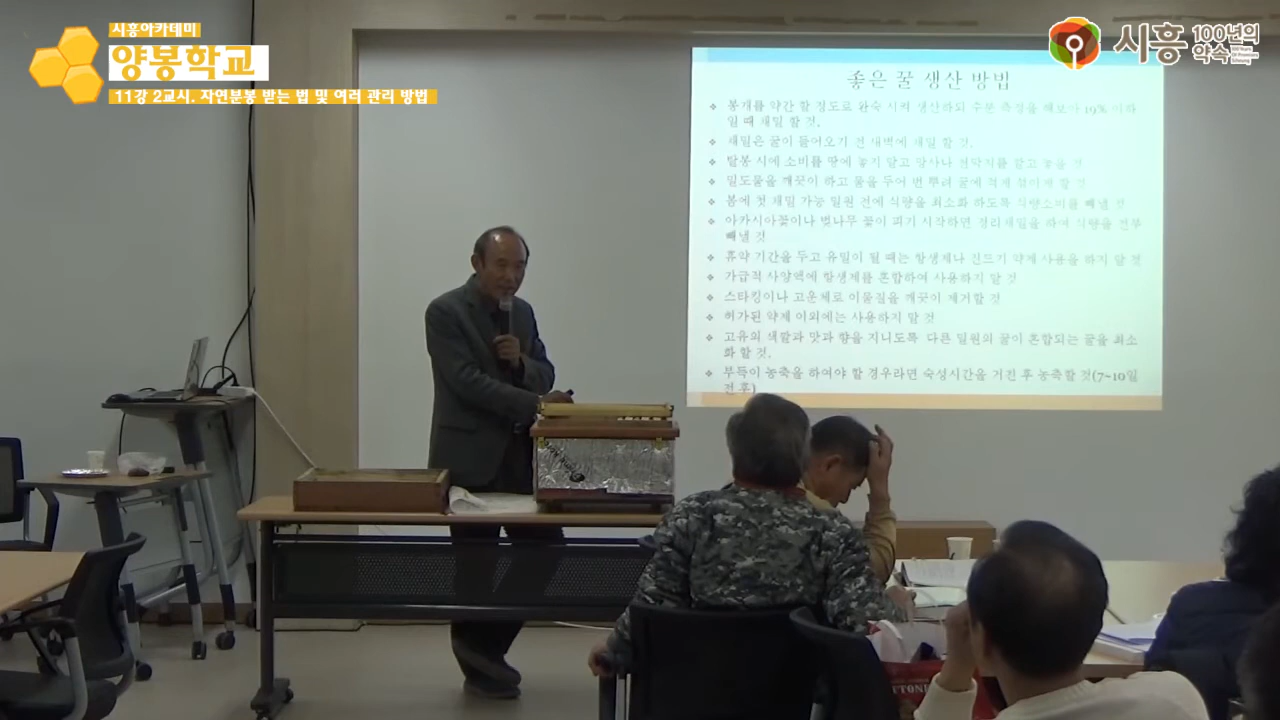 시흥아카데미
양봉학교
11강 2교시. 자연분봉 받는 법 및 여러 관리 방법
시흥 100년의 약속
좋은 꿀 생산 방법
봉개를 약간 할 정도로 완숙 시켜 생산하되 수분 측정을 해보아 19% 이하
일 때 채밀 할 것.
채밀은 꿀이 들어오기 전 새벽에 채밀 할 것.
탈봉 시에 소비를 땅에 놓지 말고 망사나 천막지를 깔고 놓을 것
밀도물을 깨끗이 하고 물을 두어 번 뿌려 꿀에 적게 섞이게 할 것
봄에 첫 채밀 가능 밀원 전에 식량을 최소화 하도록 식량소비를 빼낼 것
아카시아꽃이나 벚나무 꽃이 피기 시작하면 정리채밀을 하여 식량을 전부
빼낼 것
휴약 기간을 두고 유밀이 될 때는 항생제나 진드기 약제 사용을 하지 말 것
가급적 사양액에 항생제를 혼합하여 사용하지 말 것
스타킹이나 고운체로 이물질을 깨끗이 제거할 것
허가된 약제 이외에는 사용하지 말 것
고유의 색깔과 맛과 향을 지니도록 다른 밀원의 꿀이 혼합되는 꿀을 최소
화 할 것.
부득이 농축을 하여야 할 경우라면 숙성시간을 거친 후 농축할 것(7~10일
전 후)